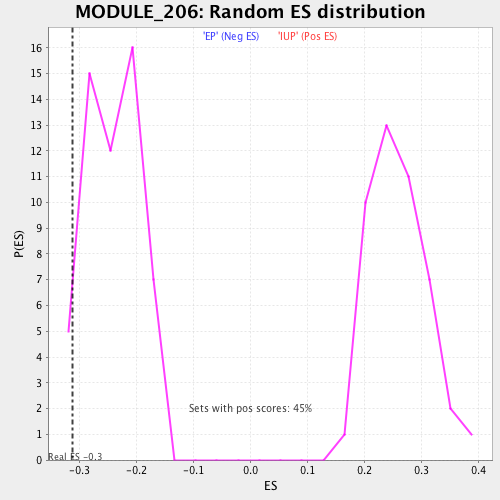 MODULE_206: Random ES distribution
'EP' (Neg ES) 'IUP' (Pos ES)
16
15
14
13
12
11
10
9
8
7
6
5
4
3
2
1
0
P(ES)
Sets with pos scores: 45%
Real ES -0.3
-0.3 -0.2 -0.1 0.0 0.1 0.2 0.3 0.4
ES